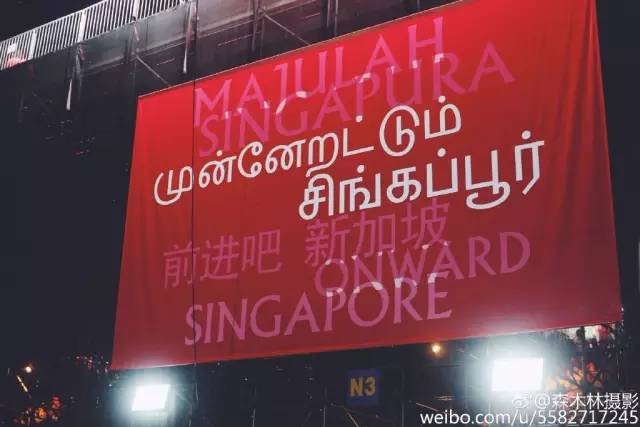 MAJULAH
SINGAPURA
முன்னேறட்டும்
சிங்கப்பூர்
前进吧 新加坡
ONWARD
SINGAPORE
N3
@森木林摄影
weibo.com/u/5582717245